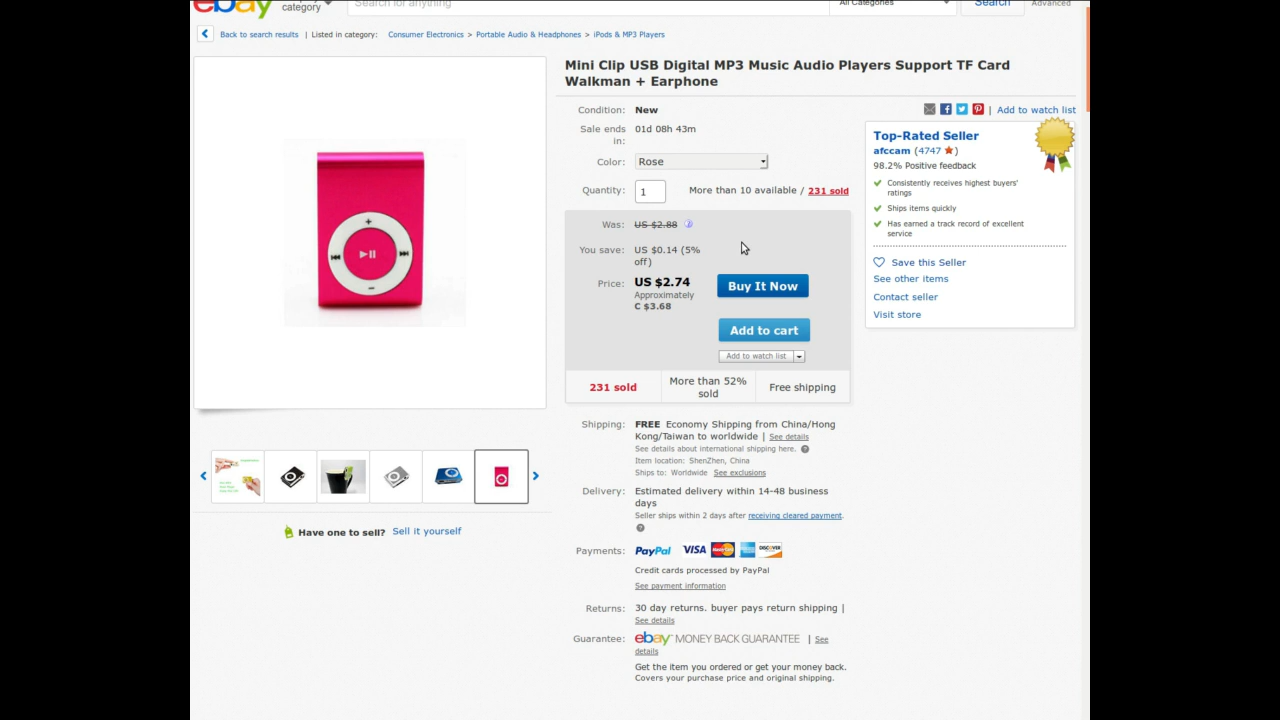 ebay
category
Search for anything
All Categories
Search
Advanced
Back to search results | Listed in category: Consumer Electronics > Portable Audio & Headphones > iPods & MP3 Players
Mini Clip USB Digital MP3 Music Audio Players Support TF Card
Walkman + Earphone
Condition: New
| Add to watch list
Sale ends in: 01d 08h 43m
Color: Rose
Quantity: 1 More than 10 available / 231 sold
Was: US $2.88
You save: US $0.14 (5% off)
Price: US $2.74
Approximately
C $3.68
Buy It Now
Add to cart
Add to watch list
231 sold
More than 52% sold
Free shipping
Top-Rated Seller
afccam (4747 )
98.2% Positive feedback
Consistently receives highest buyers'
ratings
Ships items quickly
Has earned a track record of excellent
service
Save this Seller
See other items
Contact seller
Visit store
Shipping: FREE Economy Shipping from China/Hong
Kong/Taiwan to worldwide | See details
See details about international shipping here.
Item location: ShenZhen, China
Ships to: Worldwide See exclusions
Delivery: Estimated delivery within 14-48 business
days
Seller ships within 2 days after receiving cleared payment.
Payments: PayPal VISA MasterCard DISCOVER
Credit cards processed by PayPal
See payment information
Returns: 30 day returns. buyer pays return shipping |
See details
Guarantee: ebay MONEY BACK GUARANTEE | See
details
Get the item you ordered or get your money back.
Covers your purchase price and original shipping.
Have one to sell? Sell it yourself